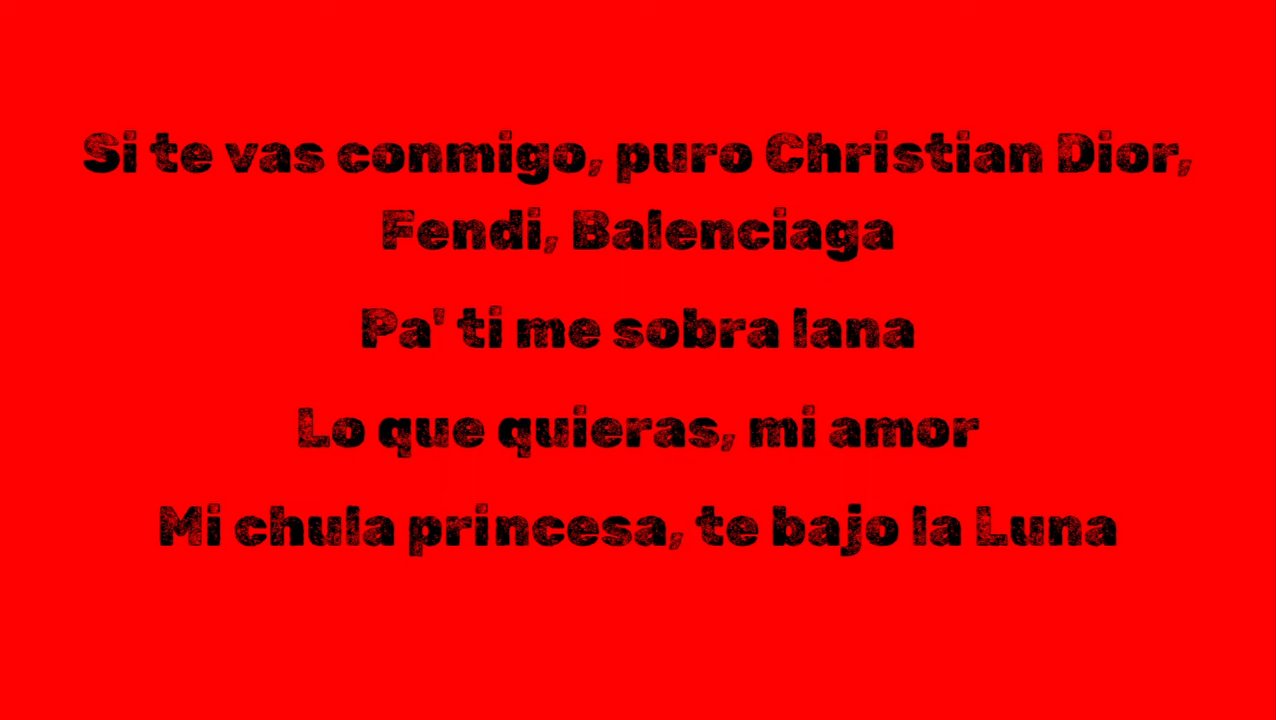 Si te vas conmigo, puro Christian Dior,
Fendi, Balenciaga
Pa' ti me sobra lana
Lo que quieras, mi amor
Mi chula princesa, te bajo la Luna